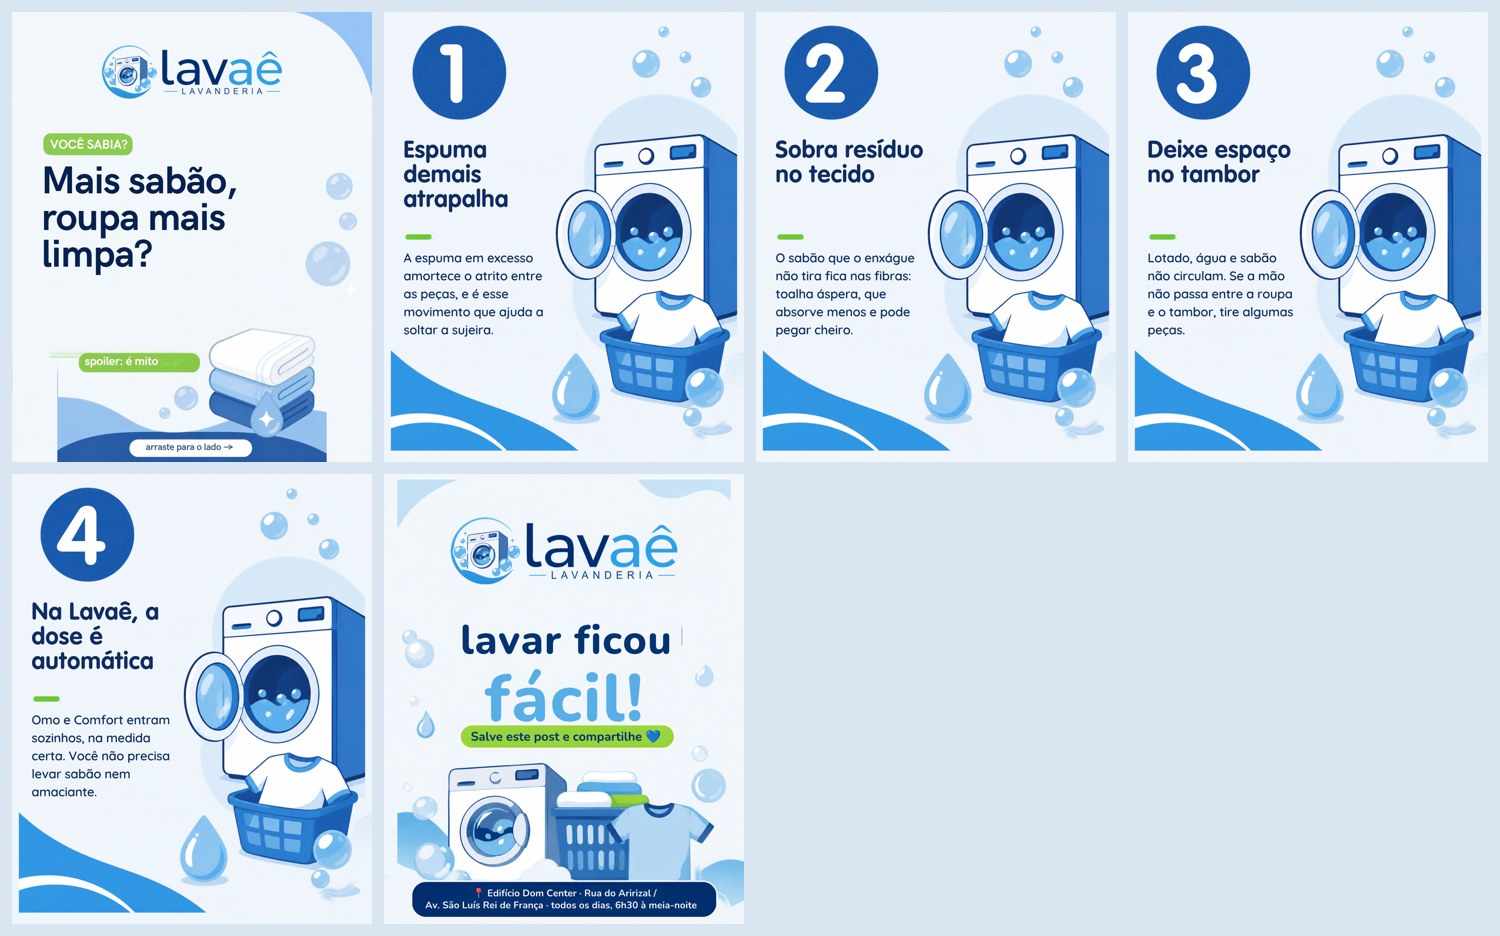 lavaê
LAVANDERIA
VOCÊ SABIA?
Mais sabão,
roupa mais
limpa?
spoiler: é mito
arraste para o lado →
1
Espuma
demais
atrapalha
A espuma em excesso
amortece o atrito entre
as peças, e é esse
movimento que ajuda a
soltar a sujeira.
2
Sobra resíduo
no tecido
O sabão que o enxágue
não tira fica nas fibras:
toalha áspera, que
absorve menos e pode
pegar cheiro.
3
Deixe espaço
no tambor
Lotado, água e sabão
não circulam. Se a mão
não passa entre a roupa
e o tambor, tire algumas
peças.
4
Na Lavaê, a
dose é
automática
Omo e Comfort entram
sozinhos, na medida
certa. Você não precisa
levar sabão nem
amaciante.
lavaê
LAVANDERIA
lavar ficou
fácil!
Salve este post e compartilhe 💙
📍 Edifício Dom Center · Rua do Aririzal /
Av. São Luís Rei de França · todos os dias, 6h30 à meia-noite